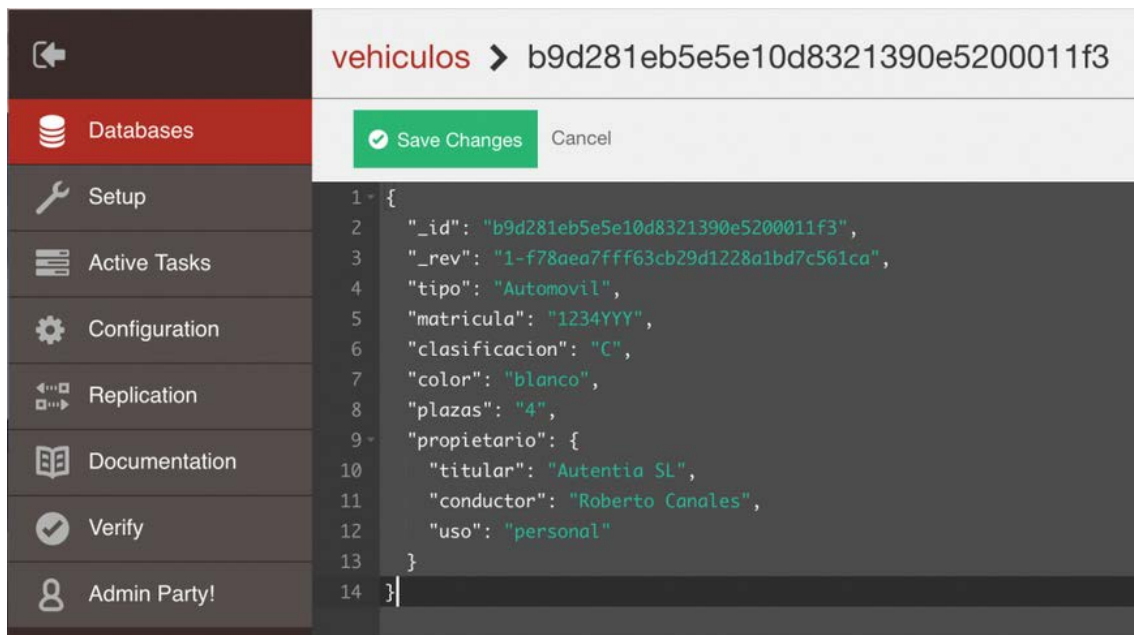 vehiculos > b9d281eb5e5e10d8321390e5200011f3
Databases
Setup
Active Tasks
Configuration
Replication
Documentation
Verify
Admin Party!
Save Changes Cancel
1 {
2 "_id": "b9d281eb5e5e10d8321390e5200011f3",
3 "_rev": "1-f78aea7fff63cb29d1228a1bd7c561ca",
4 "tipo": "Automovil",
5 "matricula": "1234YYY",
6 "clasificacion": "C",
7 "color": "blanco",
8 "plazas": "4",
9 "propietario": {
10 "titular": "Autentia SL",
11 "conductor": "Roberto Canales",
12 "uso": "personal"
13 }
14 }